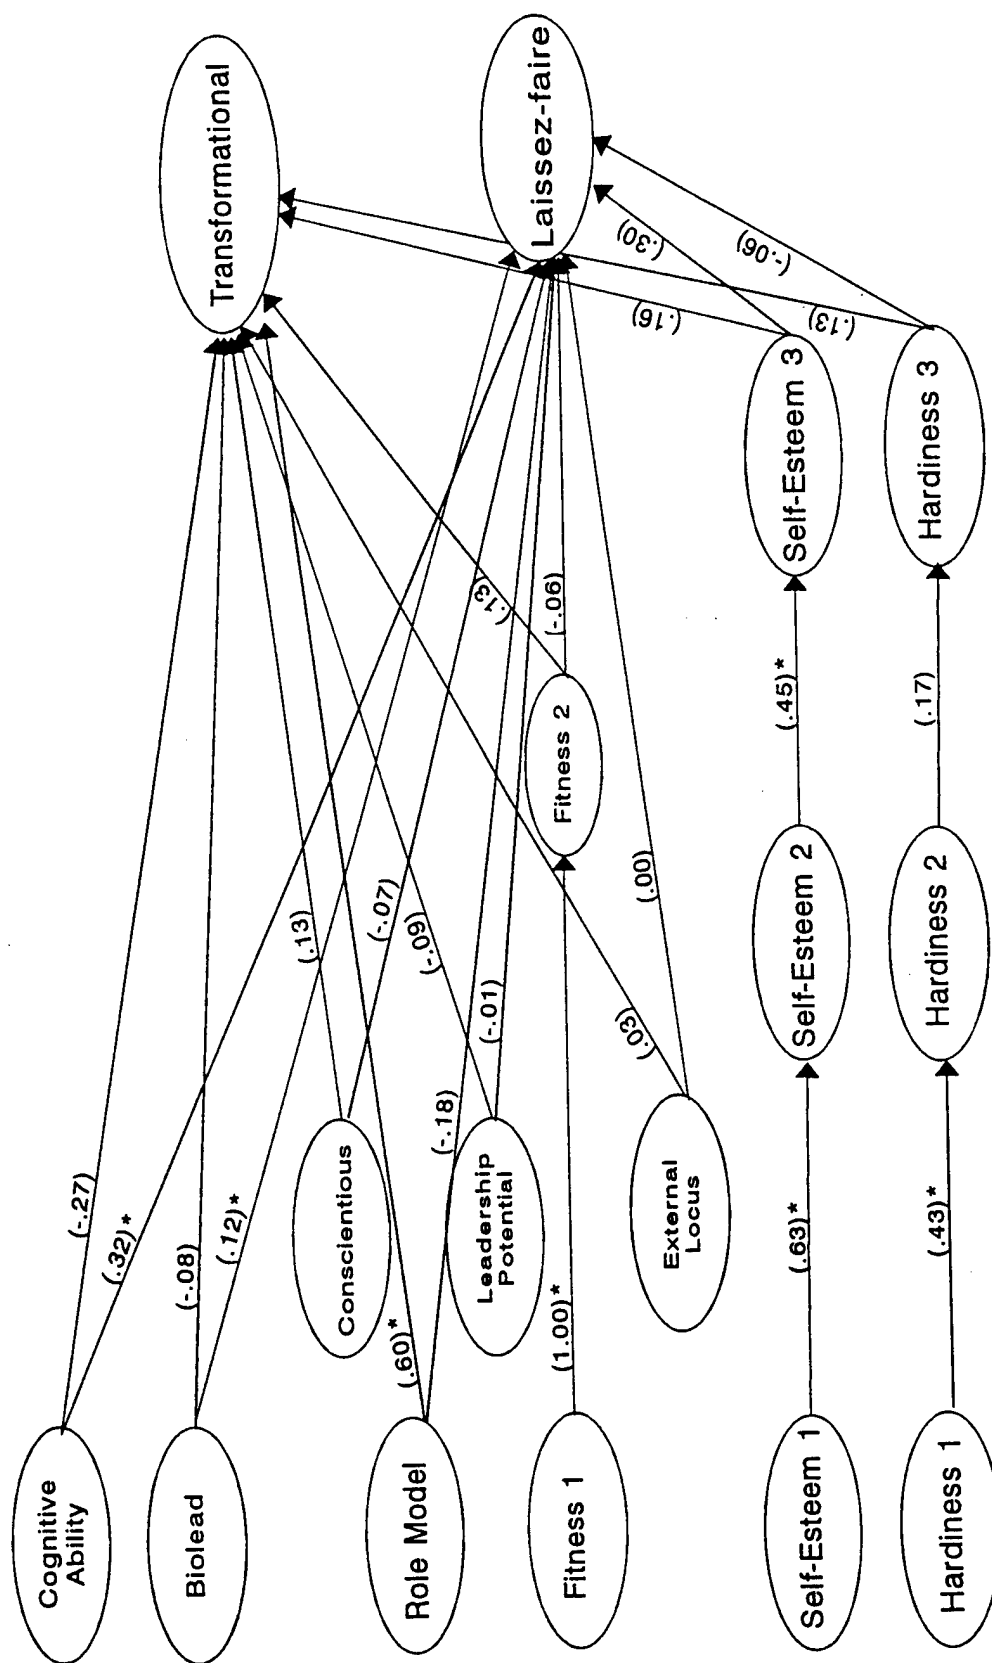 Transformational
Laissez-faire
(-.27)
(.32)*
(-.08)
(.12)*
(.13)
(-.07)
(.60)*
(-.18)
(-.09)
(-.01)
(.03)
(.00)
(.13)
(-.06)
(.16)
(.30)
(.13)
(-.06)
Cognitive
Ability
Biolead
Conscientious
Role Model
Leadership
Potential
Fitness 1
(1.00)*
Fitness 2
External
Locus
Self-Esteem 1
(.63)*
Self-Esteem 2
(.45)*
Self-Esteem 3
Hardiness 1
(.43)*
Hardiness 2
(.17)
Hardiness 3